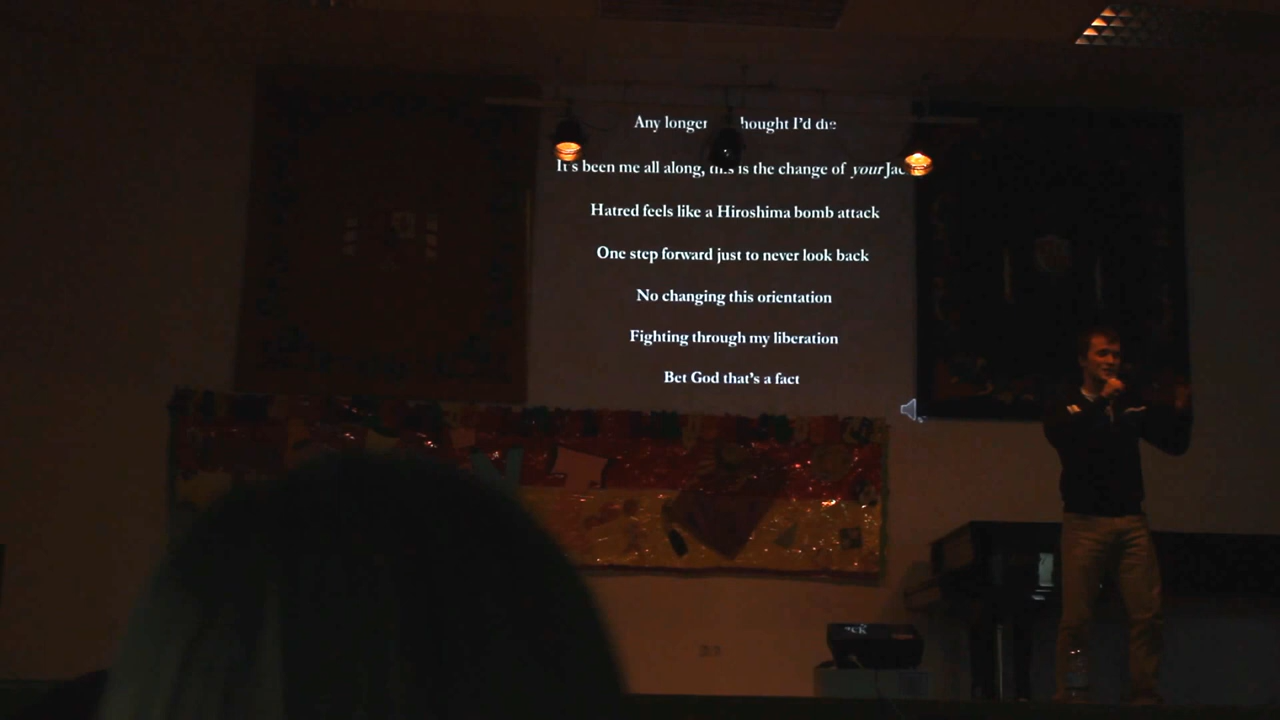 Any longer hought I'd die
It's been me all along, this is the change of your Jac
Hatred feels like a Hiroshima bomb attack
One step forward just to never look back
No changing this orientation
Fighting through my liberation
Bet God that's a fact